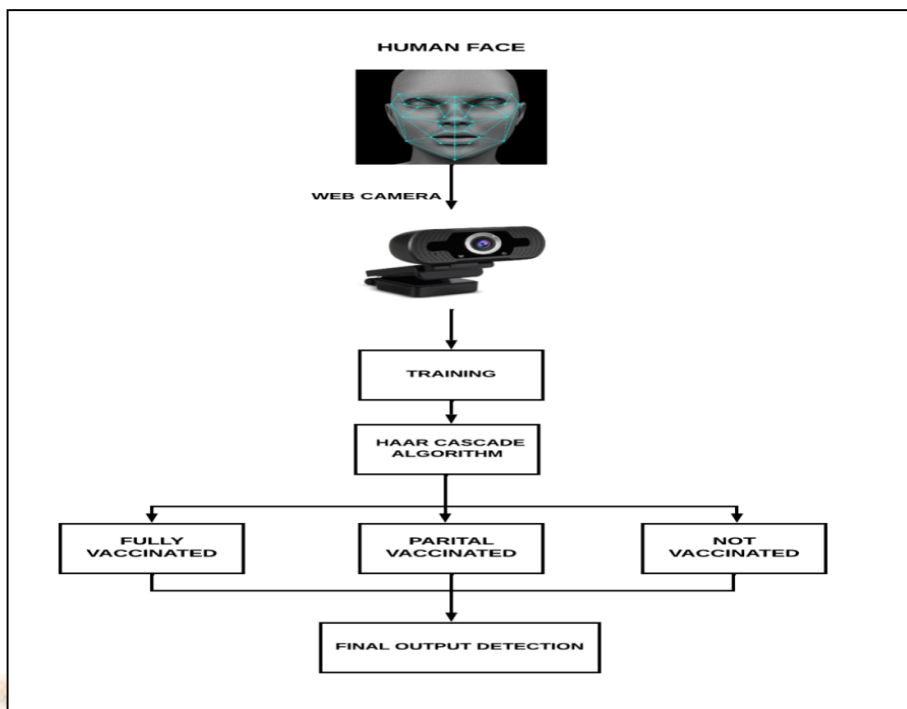 HUMAN FACE
WEB CAMERA
TRAINING
HAAR CASCADE
ALGORITHM
FULLY
VACCINATED
PARITAL
VACCINATED
NOT
VACCINATED
FINAL OUTPUT DETECTION